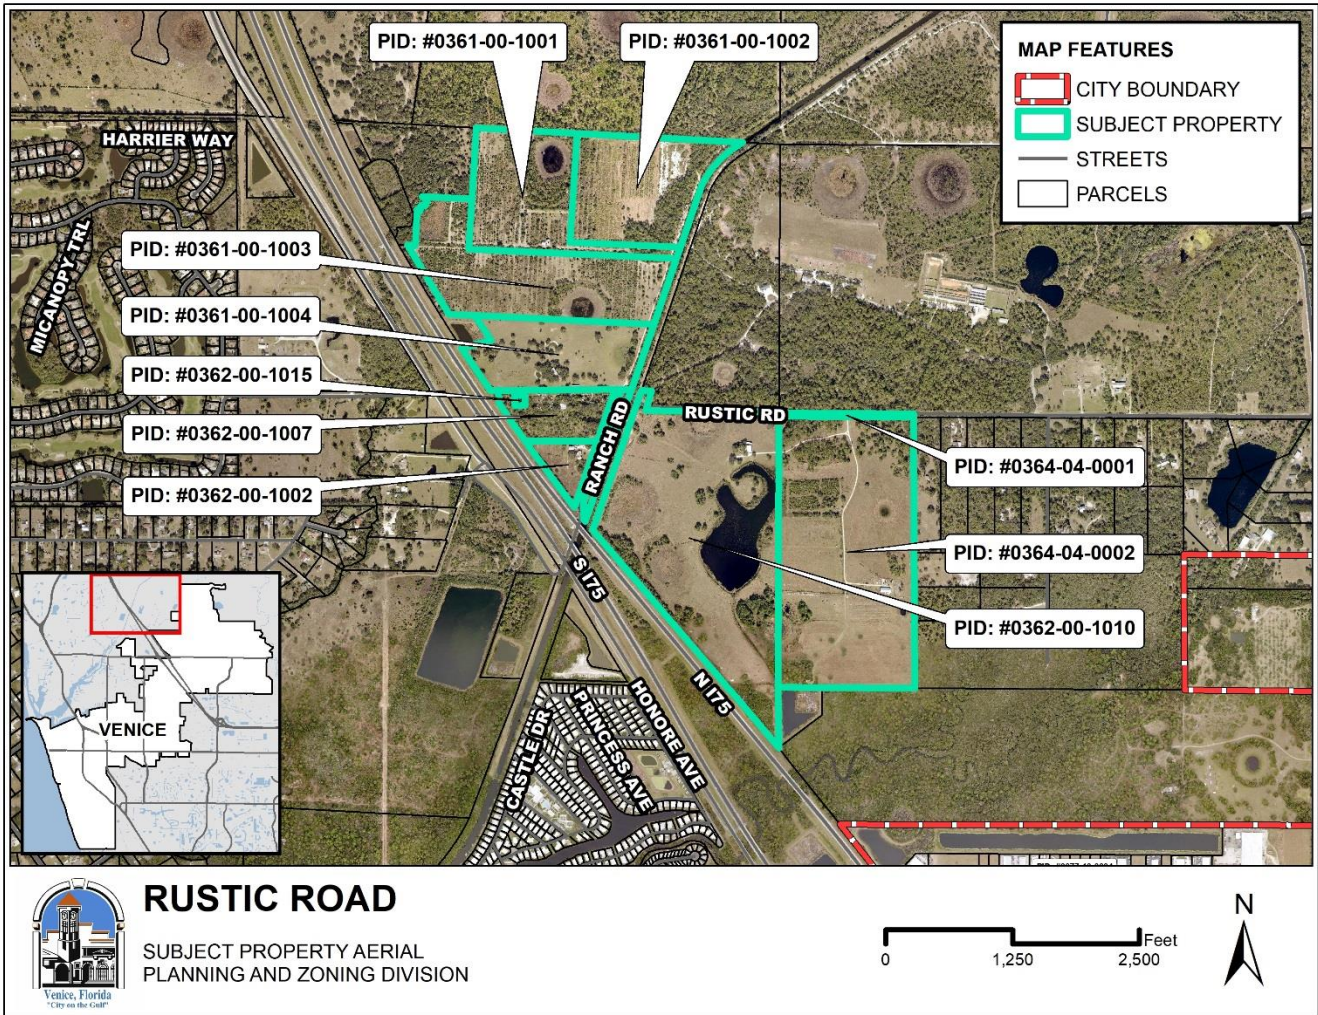 PID: #0361-00-1001
PID: #0361-00-1002
MAP FEATURES
CITY BOUNDARY
SUBJECT PROPERTY
STREETS
PARCELS
HARRIER WAY
MICANOPY TRL
PID: #0361-00-1003
PID: #0361-00-1004
PID: #0362-00-1015
PID: #0362-00-1007
PID: #0362-00-1002
RANCH RD
RUSTIC RD
PID: #0364-04-0001
PID: #0364-04-0002
PID: #0362-00-1010
S I75
N I75
HONORE AVE
PRINCESS AVE
CASTLE DR
VENICE
RUSTIC ROAD
SUBJECT PROPERTY AERIAL
PLANNING AND ZONING DIVISION
Venice, Florida
"City on the Gulf"
0 1,250 2,500 Feet
N